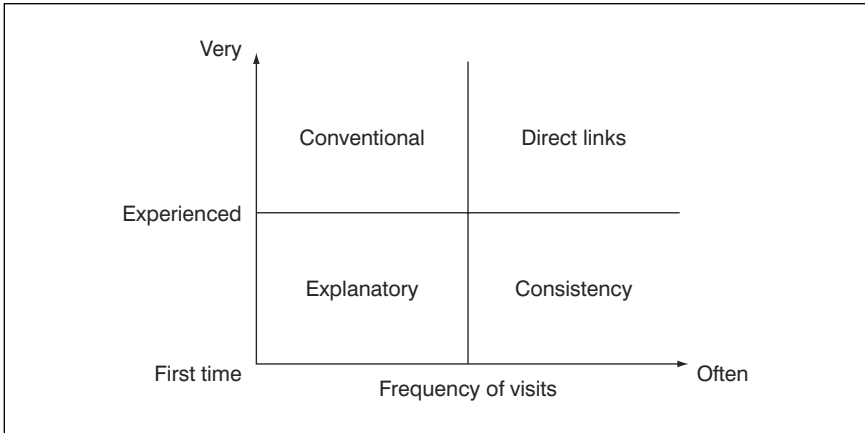 Very
Conventional
Direct links
Experienced
Explanatory
Consistency
First time
Frequency of visits
Often